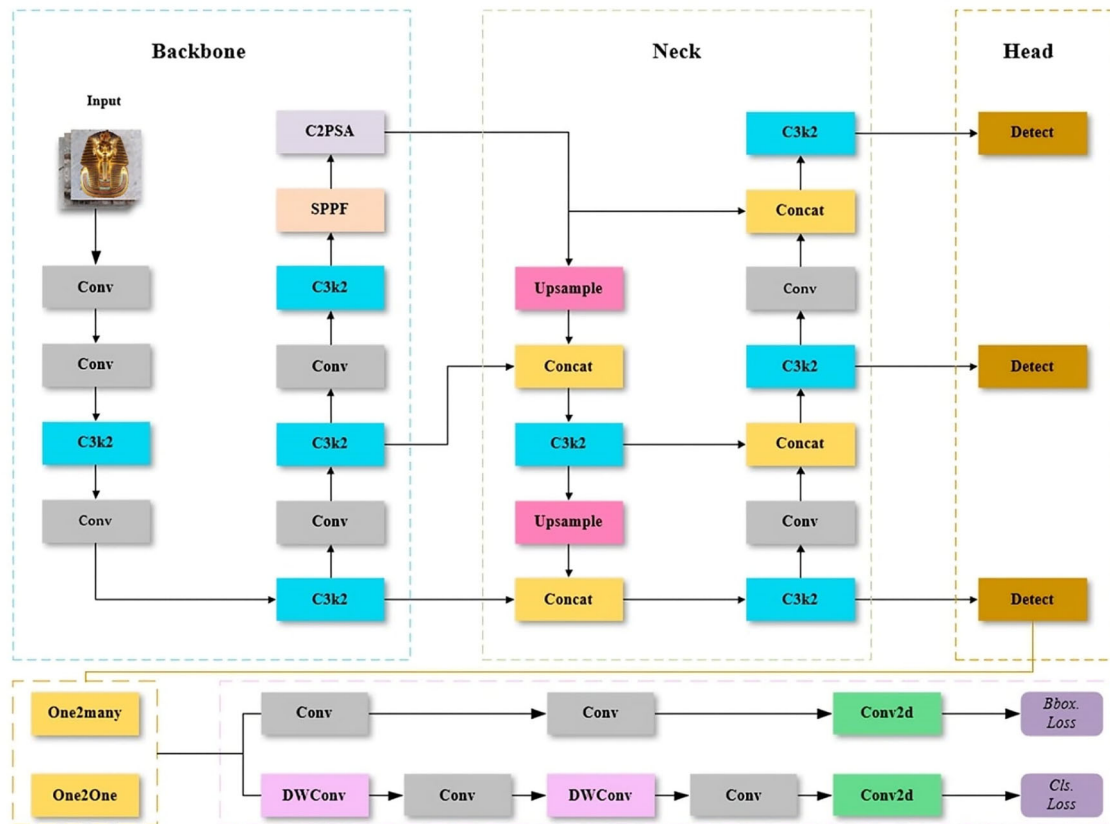 Backbone
Neck
Head
Input
C2PSA
C3k2
Detect
SPPF
Concat
Conv
C3k2
Upsample
Conv
Conv
Conv
Concat
C3k2
Detect
C3k2
C3k2
C3k2
Concat
Conv
Conv
Upsample
Conv
C3k2
Concat
C3k2
Detect
One2many
Conv
Conv
Conv2d
Bbox.
Loss
One2One
DWConv
Conv
DWConv
Conv
Conv2d
Cls.
Loss